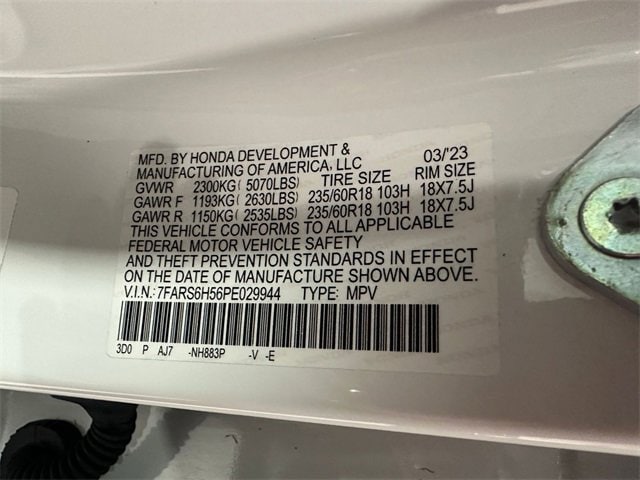 MFD. BY HONDA DEVELOPMENT & 03/'23
MANUFACTURING OF AMERICA, LLC
GVWR 2300KG( 5070LBS) TIRE SIZE RIM SIZE
GAWR F 1193KG( 2630LBS) 235/60R18 103H 18X7.5J
GAWR R 1150KG( 2535LBS) 235/60R18 103H 18X7.5J
THIS VEHICLE CONFORMS TO ALL APPLICABLE
FEDERAL MOTOR VEHICLE SAFETY
AND THEFT PREVENTION STANDARDS IN EFFECT
ON THE DATE OF MANUFACTURE SHOWN ABOVE.
V.I.N.: 7FARS6H56PE029944 TYPE: MPV
3D0 P AJ7 -NH883P -V -E